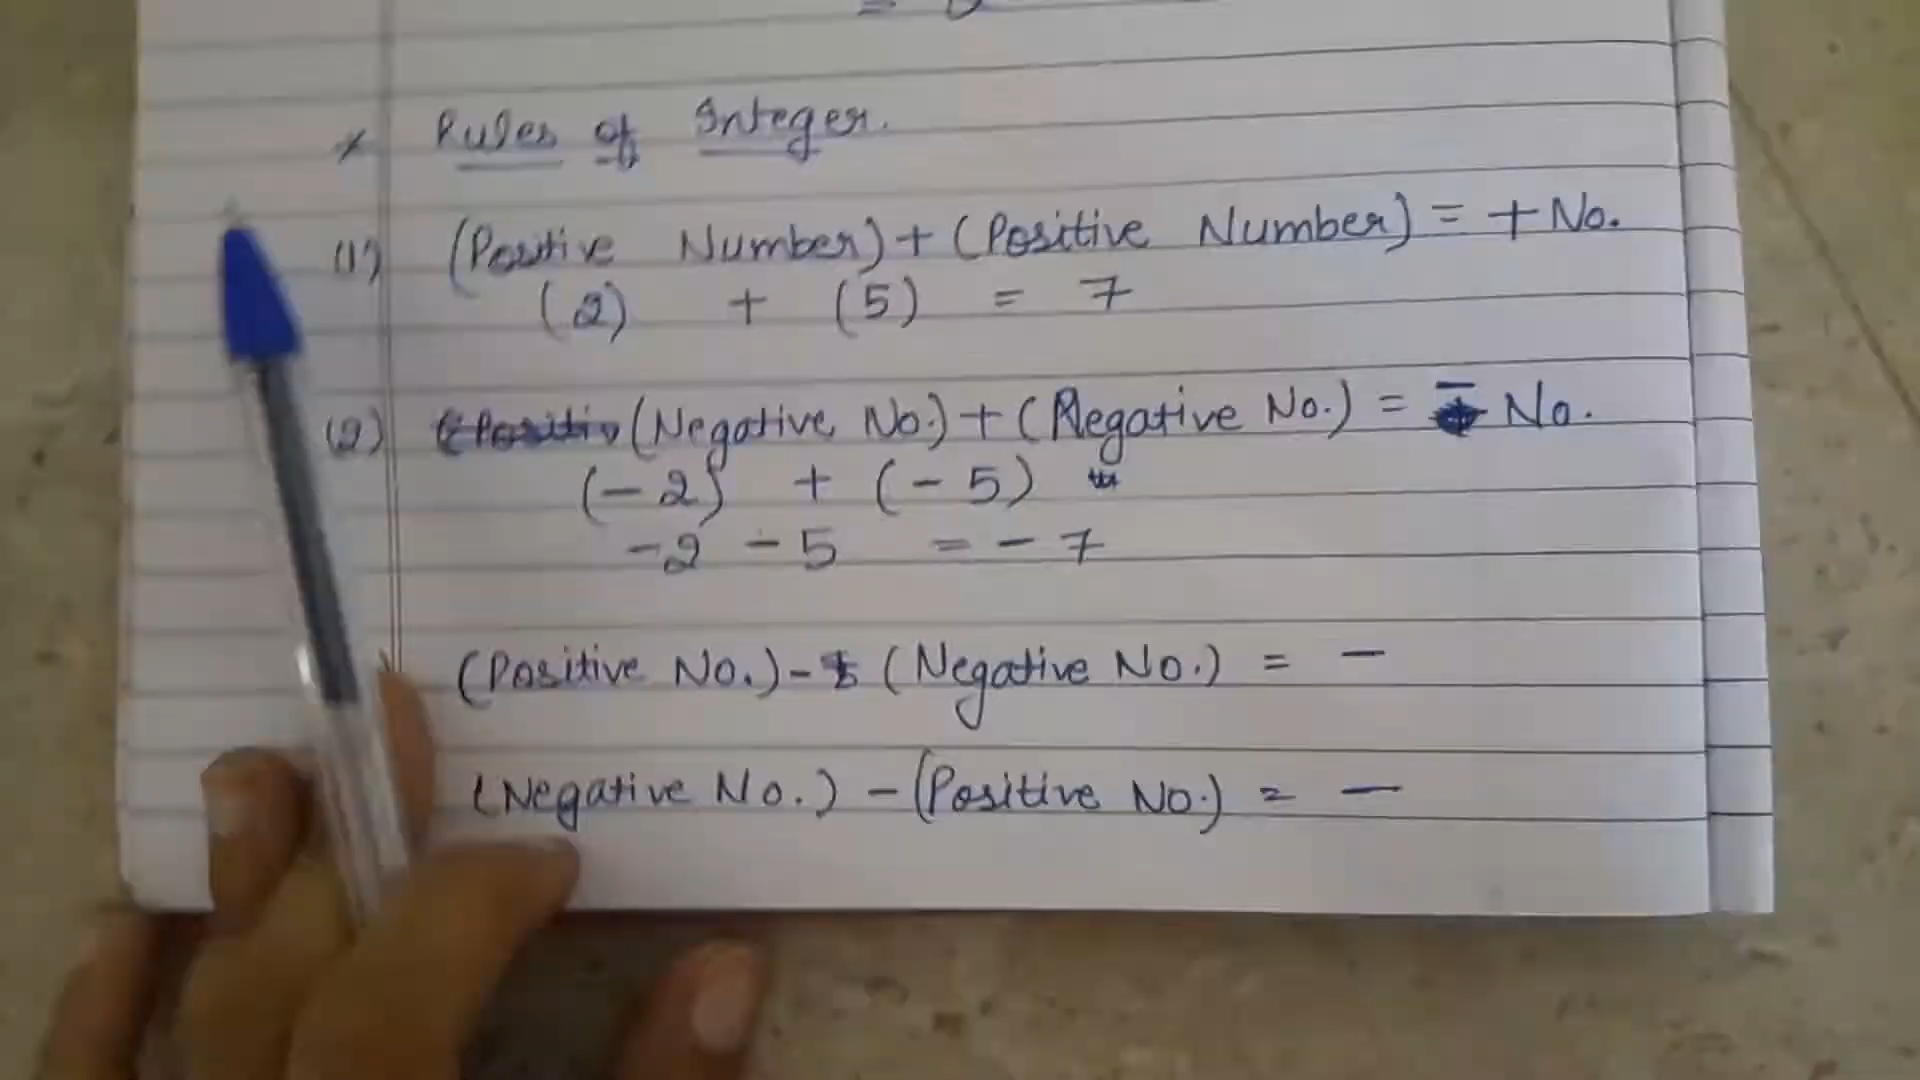 * Rules of Integer.
(1) (Positive Number) + (Positive Number) = + No.
(2) + (5) = 7
(2) (Negative No.) + (Negative No.) = - No.
(-2) + (-5)
-2 - 5 = - 7
(Positive No.) - (Negative No.) = -
(Negative No.) - (Positive No.) = -